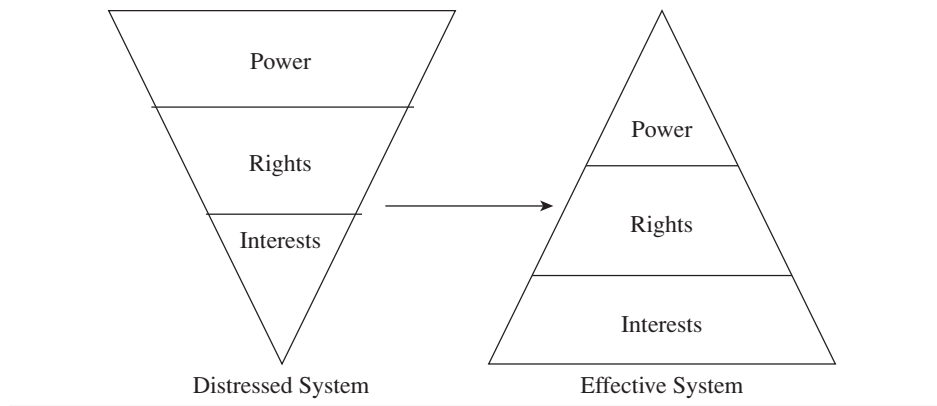 Power
Rights
Interests
Distressed System
Power
Rights
Interests
Effective System